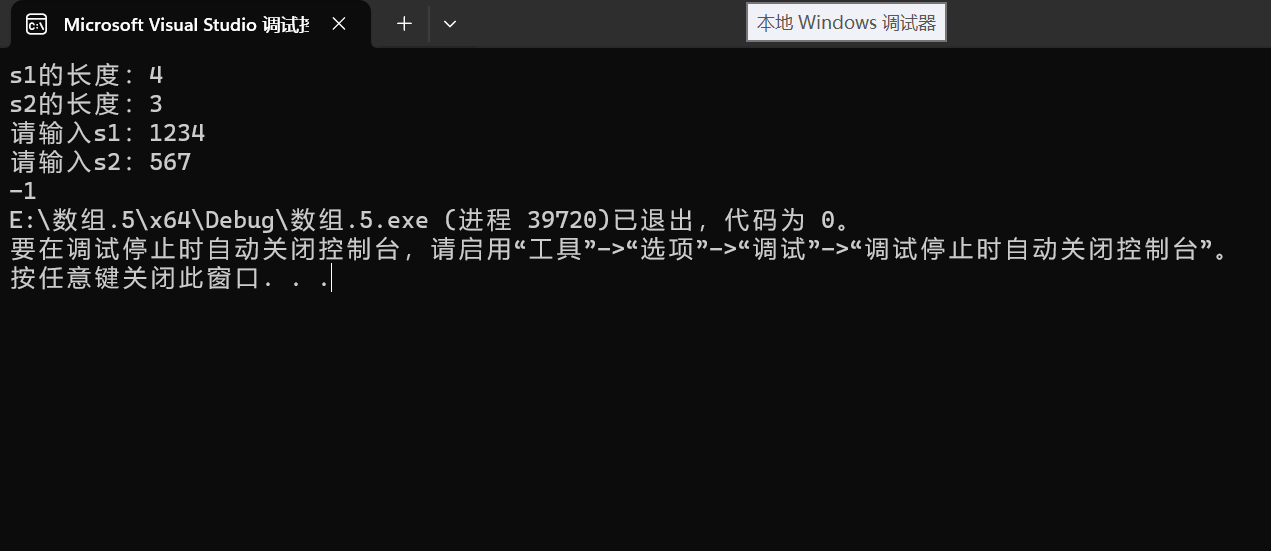 Microsoft Visual Studio 调试
本地 Windows 调试器
s1的长度：4
s2的长度：3
请输入s1：1234
请输入s2：567
-1
E:\数组.5\x64\Debug\数组.5.exe (进程 39720)已退出，代码为 0。
要在调试停止时自动关闭控制台，请启用“工具”->“选项”->“调试”->“调试停止时自动关闭控制台”。
按任意键关闭此窗口. . .